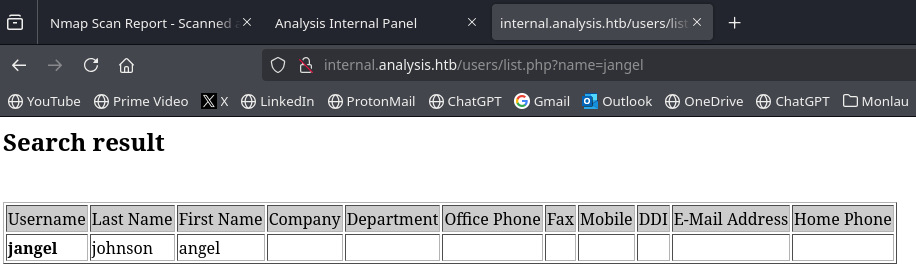 Nmap Scan Report - Scanned
Analysis Internal Panel
internal.analysis.htb/users/list
internal.analysis.htb/users/list.php?name=jangel
YouTube Prime Video X LinkedIn ProtonMail ChatGPT Gmail Outlook OneDrive ChatGPT Monlau
Search result
Username Last Name First Name Company Department Office Phone Fax Mobile DDI E-Mail Address Home Phone
jangel johnson angel